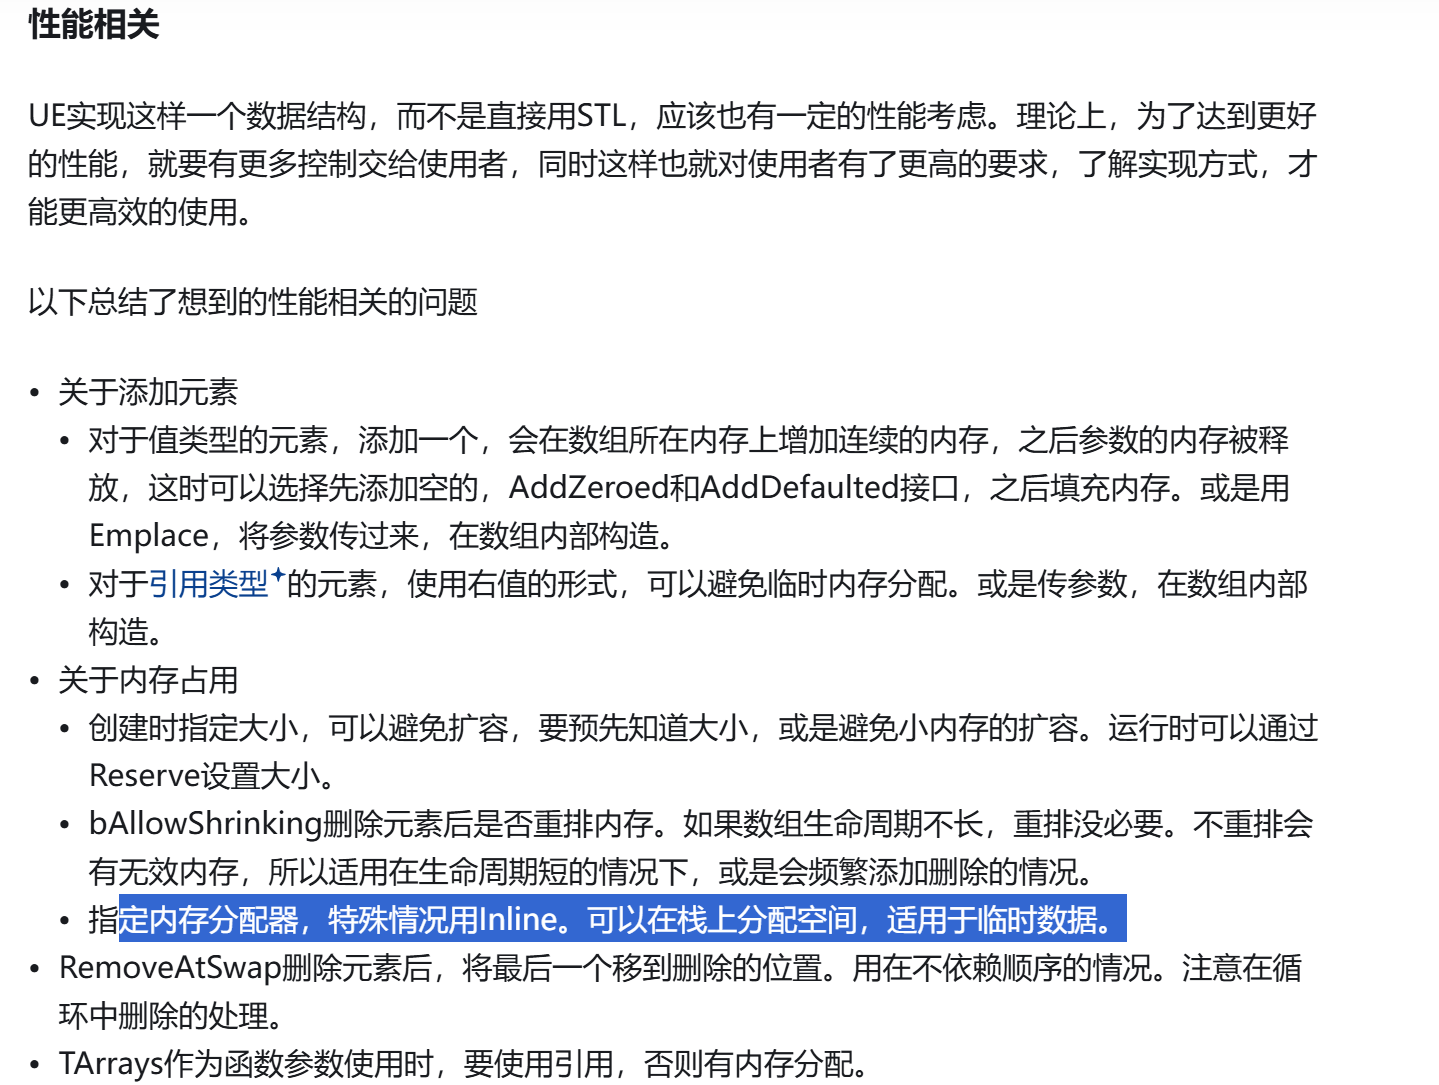 性能相关
UE实现这样一个数据结构，而不是直接用STL，应该也有一定的性能考虑。理论上，为了达到更好
的性能，就要有更多控制交给使用者，同时这样也就对使用者有了更高的要求，了解实现方式，才
能更高效的使用。
以下总结了想到的性能相关的问题
• 关于添加元素
• 对于值类型的元素，添加一个，会在数组所在内存上增加连续的内存，之后参数的内存被释
放，这时可以选择先添加空的，AddZeroed和AddDefaulted接口，之后填充内存。或是用
Emplace，将参数传过来，在数组内部构造。
• 对于引用类型的元素，使用右值的形式，可以避免临时内存分配。或是传参数，在数组内部
构造。
• 关于内存占用
• 创建时指定大小，可以避免扩容，要预先知道大小，或是避免小内存的扩容。运行时可以通过
Reserve设置大小。
• bAllowShrinking删除元素后是否重排内存。如果数组生命周期不长，重排没必要。不重排会
有无效内存，所以适用在生命周期短的情况下，或是会频繁添加删除的情况。
• 指定内存分配器，特殊情况用Inline。可以在栈上分配空间，适用于临时数据。
• RemoveAtSwap删除元素后，将最后一个移到删除的位置。用在不依赖顺序的情况。注意在循
环中删除的处理。
• TArrays作为函数参数使用时，要使用引用，否则有内存分配。